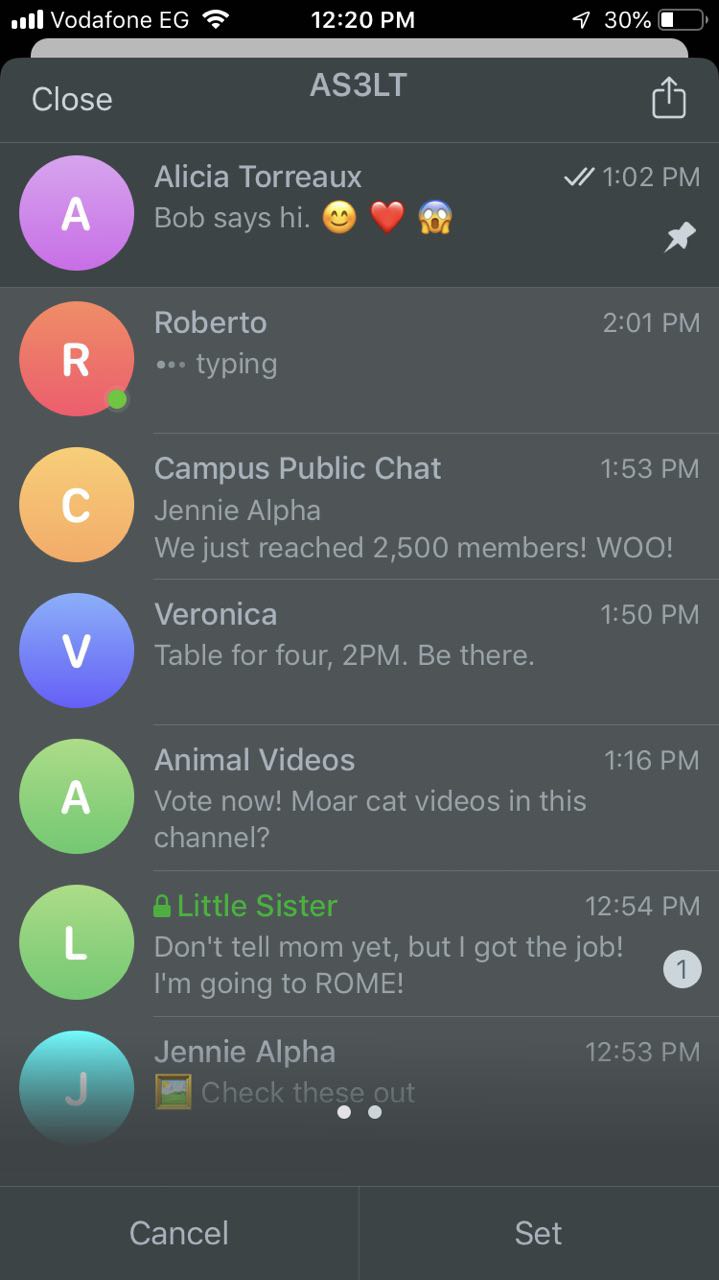 Vodafone EG 12:20 PM 30%
Close AS3LT
A Alicia Torreaux 1:02 PM
Bob says hi. 😊 ❤️ 😱
R Roberto 2:01 PM
typing
C Campus Public Chat 1:53 PM
Jennie Alpha
We just reached 2,500 members! WOO!
V Veronica 1:50 PM
Table for four, 2PM. Be there.
A Animal Videos 1:16 PM
Vote now! Moar cat videos in this
channel?
L Little Sister 12:54 PM
Don't tell mom yet, but I got the job!
I'm going to ROME! 1
J Jennie Alpha 12:53 PM
🖼️ Check these out
Cancel Set